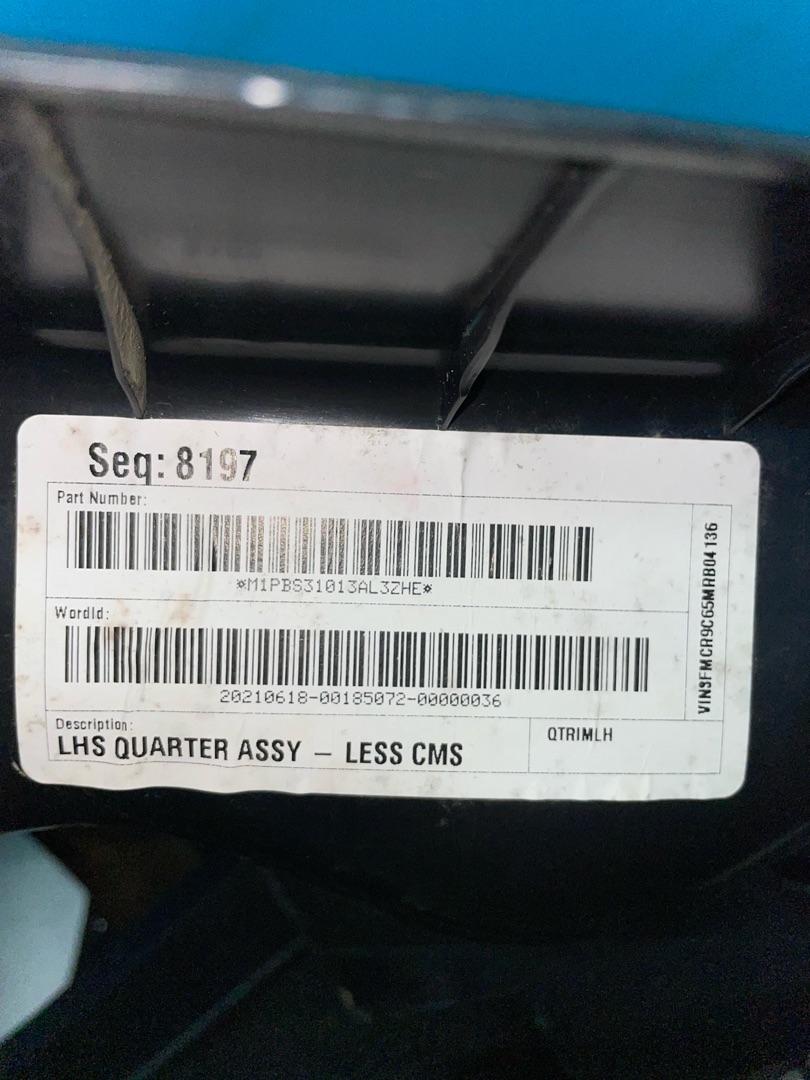 Seq: 8197
Part Number:
*M1PBS31013AL3ZHE*
WordId:
20210618-00185072-00000036
Description:
LHS QUARTER ASSY – LESS CMS
QTRIMLH
VIN3FMCR9C65MRB04136